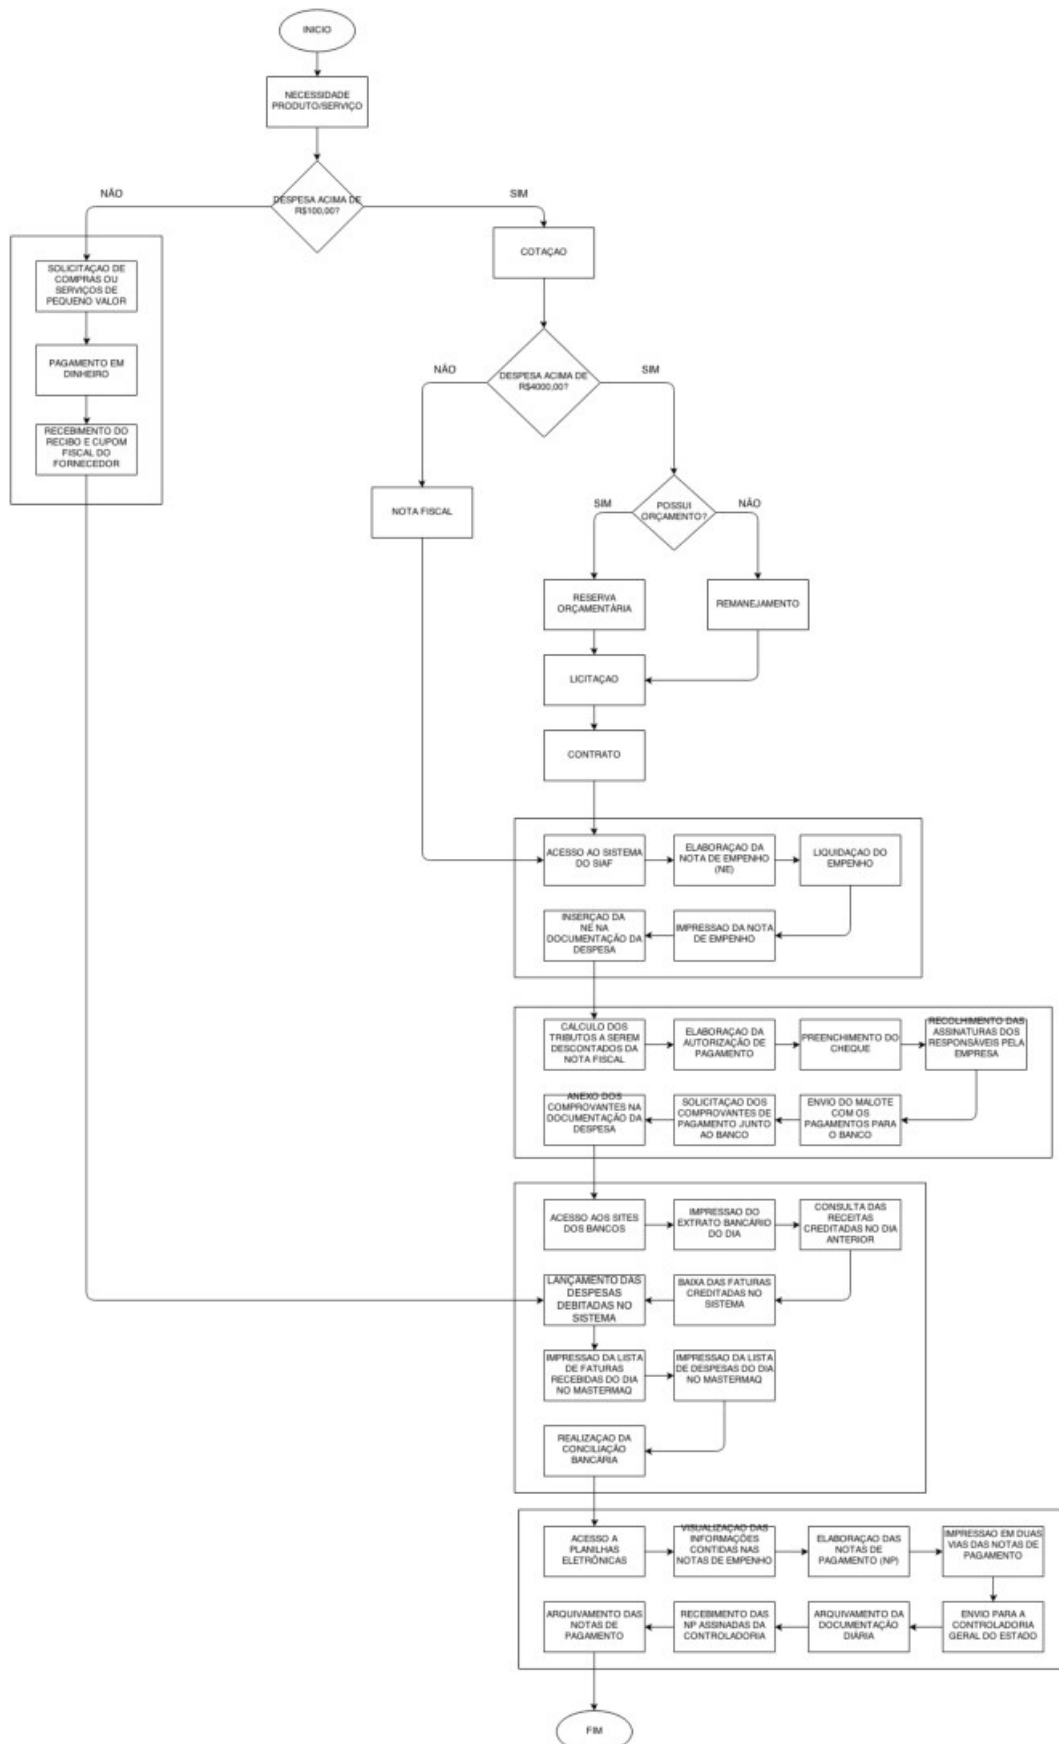 INICIO
NECESSIDADE
PRODUTO/SERVIÇO
DESPESA ACIMA DE
R$100,00?
NÃO
SIM
SOLICITAÇAO DE
COMPRAS OU
SERVIÇOS DE
PEQUENO VALOR
PAGAMENTO EM
DINHEIRO
RECEBIMENTO DO
RECIBO E CUPOM
FISCAL DO
FORNECEDOR
COTAÇAO
DESPESA ACIMA DE
R$4000,00?
NÃO
SIM
NOTA FISCAL
POSSUI
ORÇAMENTO?
SIM
NÃO
RESERVA
ORÇAMENTÁRIA
REMANEJAMENTO
LICITAÇAO
CONTRATO
ACESSO AO SISTEMA
DO SIAF
ELABORAÇAO DA
NOTA DE EMPENHO
(NE)
LIQUIDAÇAO DO
EMPENHO
IMPRESSAO DA NOTA
DE EMPENHO
INSERÇAO DA
NE NA
DOCUMENTAÇÃO DA
DESPESA
CALCULO DOS
TRIBUTOS A SEREM
DESCONTADOS DA
NOTA FISCAL
ELABORAÇAO DA
AUTORIZAÇÃO DE
PAGAMENTO
PREENCHIMENTO DO
CHEQUE
RECOLHIMENTO DAS
ASSINATURAS DOS
RESPONSÁVEIS PELA
EMPRESA
ENVIO DO MALOTE
COM OS
PAGAMENTOS PARA
O BANCO
SOLICITAÇAO DOS
COMPROVANTES DE
PAGAMENTO JUNTO
AO BANCO
ANEXO DOS
COMPROVANTES NA
DOCUMENTAÇÃO DA
DESPESA
ACESSO AOS SITES
DOS BANCOS
IMPRESSAO DO
EXTRATO BANCÁRIO
DO DIA
CONSULTA DAS
RECEITAS
CREDITADAS NO DIA
ANTERIOR
BAIXA DAS FATURAS
CREDITADAS NO
SISTEMA
LANÇAMENTO DAS
DESPESAS
DEBITADAS NO
SISTEMA
IMPRESSAO DA LISTA
DE FATURAS
RECEBIDAS DO DIA
NO MASTERMAQ
IMPRESSAO DA LISTA
DE DESPESAS DO DIA
NO MASTERMAQ
REALIZAÇAO DA
CONCILIAÇÃO
BANCÁRIA
ACESSO A
PLANILHAS
ELETRÔNICAS
VISUALIZAÇAO DAS
INFORMAÇÕES
CONTIDAS NAS
NOTAS DE EMPENHO
ELABORAÇAO DAS
NOTAS DE
PAGAMENTO (NP)
IMPRESSAO EM DUAS
VIAS DAS NOTAS DE
PAGAMENTO
ENVIO PARA A
CONTROLADORIA
GERAL DO ESTADO
ARQUIVAMENTO DA
DOCUMENTAÇÃO
DIÁRIA
RECEBIMENTO DAS
NP ASSINADAS DA
CONTROLADORIA
ARQUIVAMENTO DAS
NOTAS DE
PAGAMENTO
FIM